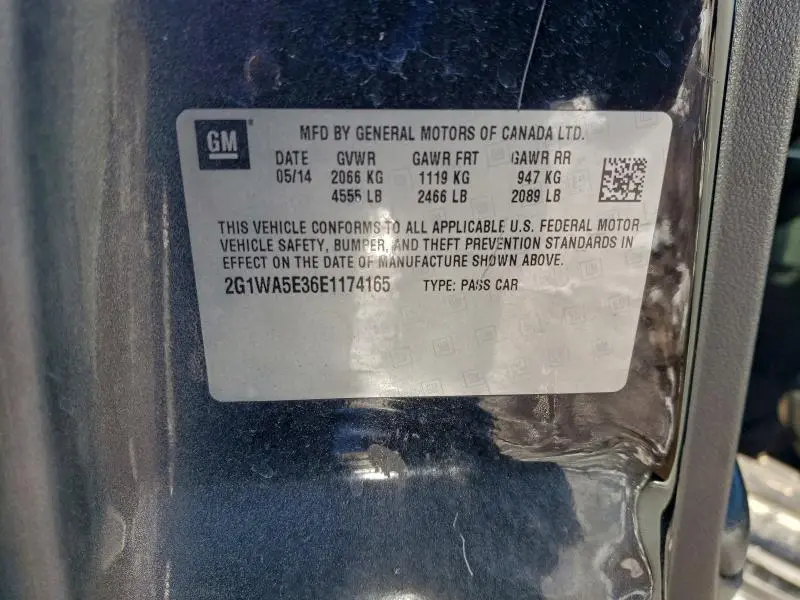 GM
MFD BY GENERAL MOTORS OF CANADA LTD.
DATE GVWR GAWR FRT GAWR RR
05/14 2066 KG 1119 KG 947 KG
4555 LB 2466 LB 2089 LB
THIS VEHICLE CONFORMS TO ALL APPLICABLE U.S. FEDERAL MOTOR
VEHICLE SAFETY, BUMPER, AND THEFT PREVENTION STANDARDS IN
EFFECT ON THE DATE OF MANUFACTURE SHOWN ABOVE.
2G1WA5E36E1174165 TYPE: PASS CAR